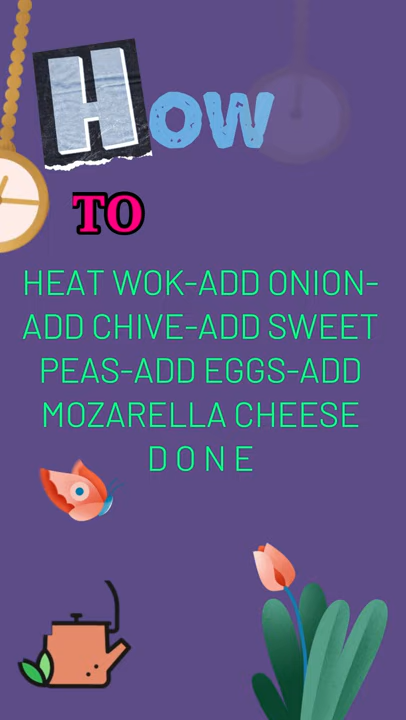 HOW
TO
HEAT WOK-ADD ONION-
ADD CHIVE-ADD SWEET
PEAS-ADD EGGS-ADD
MOZARELLA CHEESE
D O N E